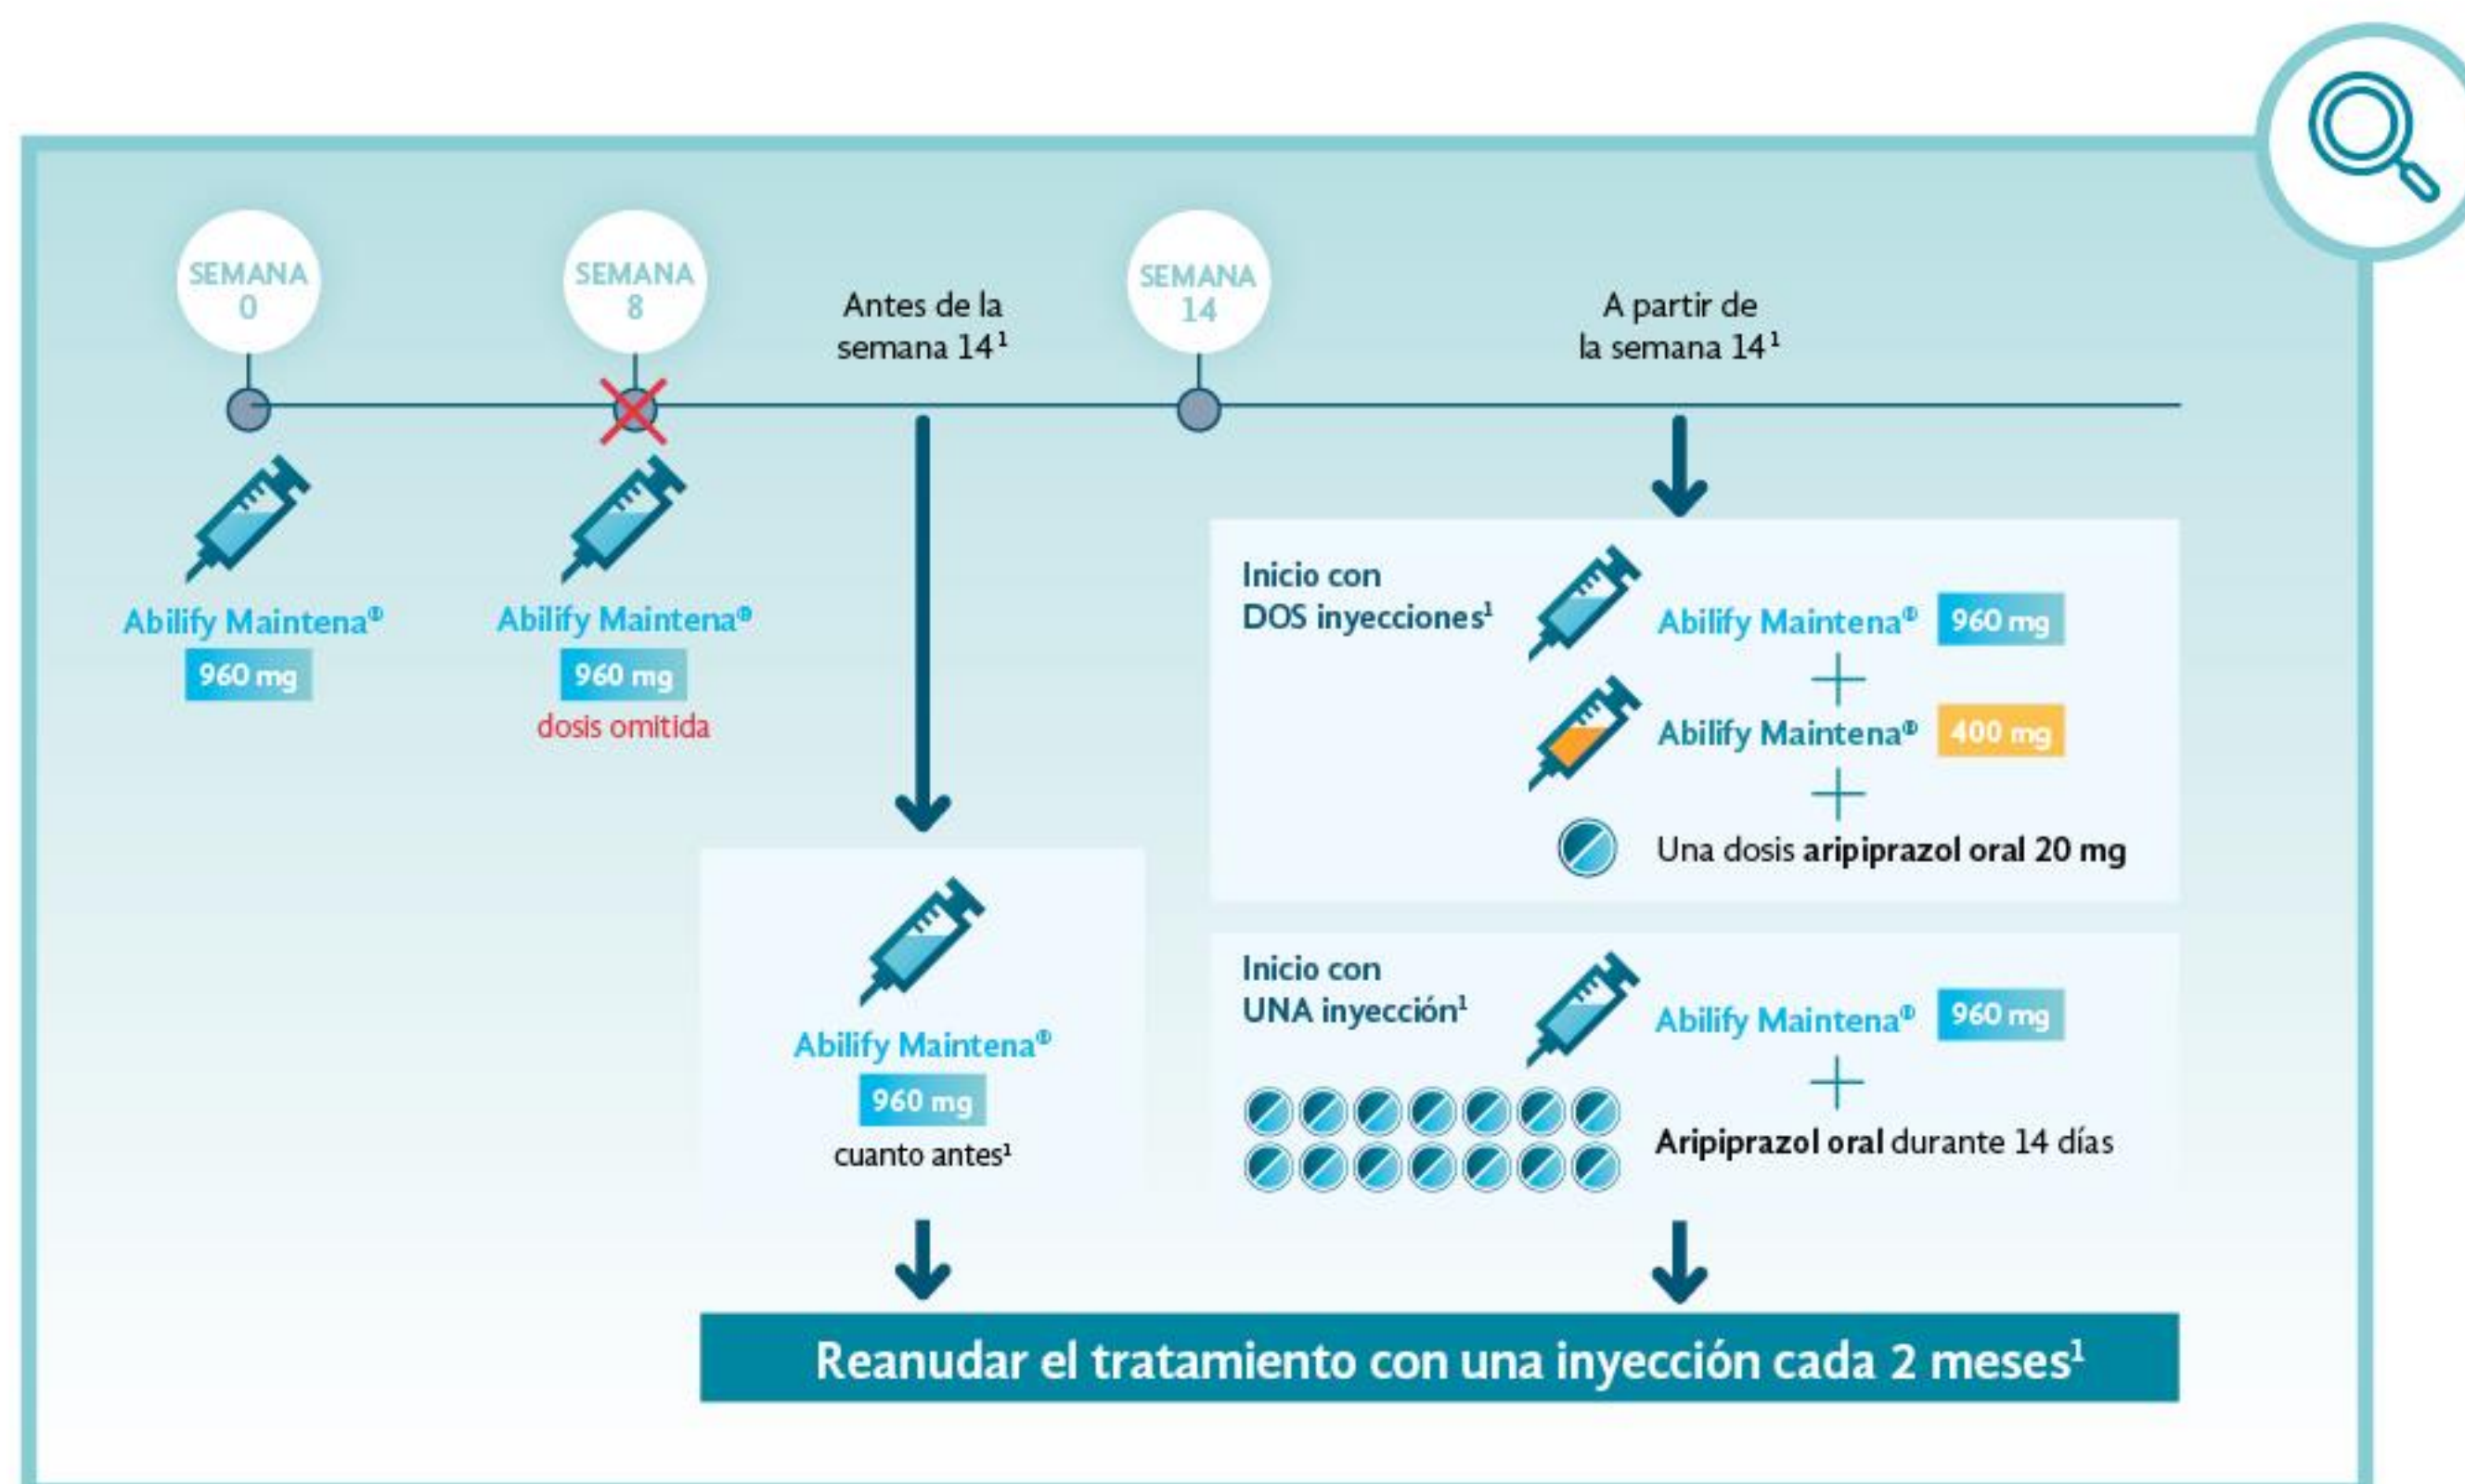 SEMANA
0
SEMANA
8
Antes de la
semana 14¹
SEMANA
14
A partir de
la semana 14¹
Abilify Maintena®
960 mg
Abilify Maintena®
960 mg
dosis omitida
Abilify Maintena®
960 mg
cuanto antes¹
Inicio con
DOS inyecciones¹
Abilify Maintena® 960 mg
+
Abilify Maintena® 400 mg
+
Una dosis aripiprazol oral 20 mg
Inicio con
UNA inyección¹
Abilify Maintena® 960 mg
+
Aripiprazol oral durante 14 días
Reanudar el tratamiento con una inyección cada 2 meses¹